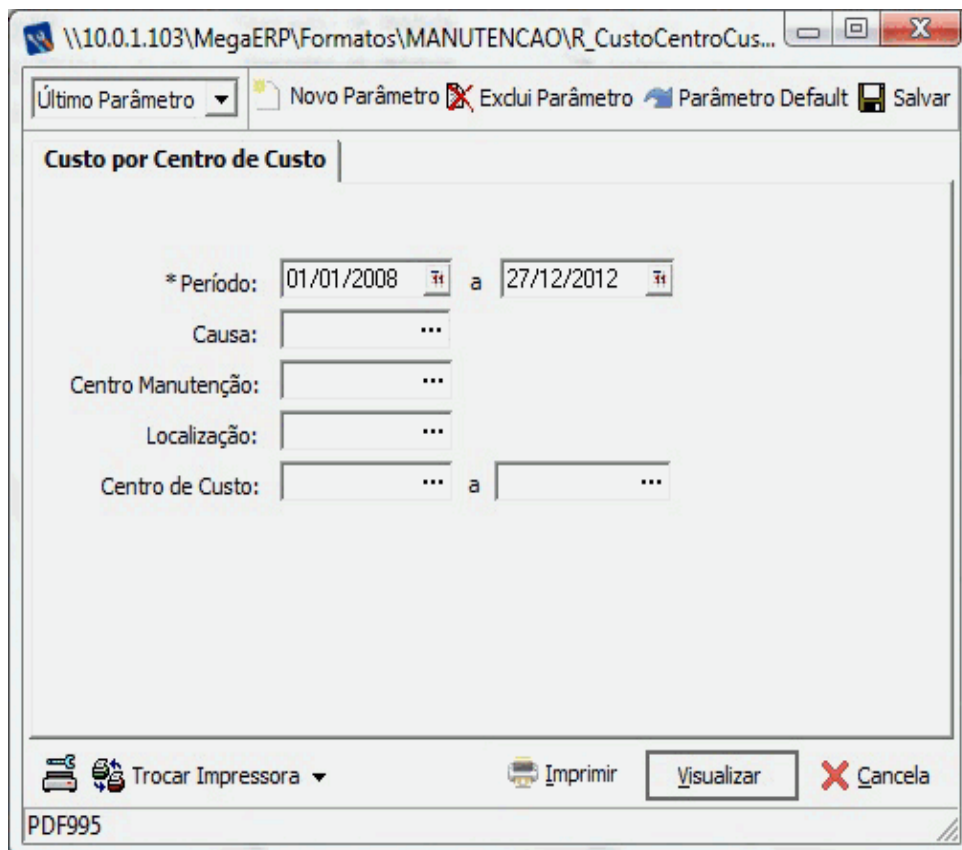 \\10.0.1.103\MegaERP\Formatos\MANUTENCAO\R_CustoCentroCus...
Último Parâmetro Novo Parâmetro Exclui Parâmetro Parâmetro Default Salvar
Custo por Centro de Custo
*Período: 01/01/2008 a 27/12/2012
Causa: ...
Centro Manutenção: ...
Localização: ...
Centro de Custo: ... a ...
Trocar Impressora Imprimir Visualizar Cancela
PDF995